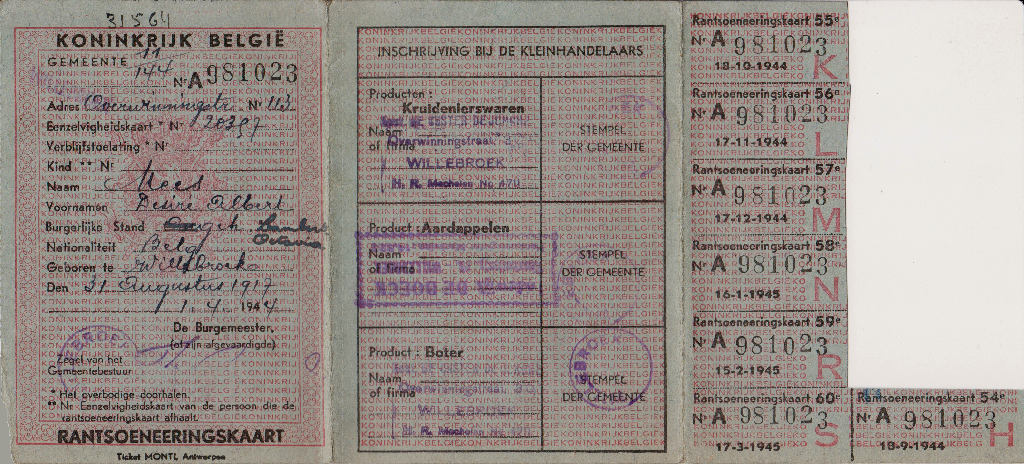 31564
KONINKRIJK BELGIË
GEMEENTE 11
144 Nr A 981023
Adres Overwinningstr Nr 113
Eenzelvigheidskaart * Nr 20397
Verblijfstoelating * Nr
Kind ** Nr
Naam Mees
Voornamen Desire Albert
Burgerlijke Stand geh.
Nationaliteit Belg
Geboren te Willebroek
Den 31 Augustus 1917
1. 4. 1944
De Burgemeester,
(of zijn afgevaardigde)
Zegel van het
Gemeentebestuur
* Het overbodige doorhalen.
** Nr Eenzelvigheidskaart van de persoon die de
rantsoeneeringskaart afhaalt.
RANTSOENEERINGSKAART
Ticket MONTI, Antwerpen
INSCHRIJVING BIJ DE KLEINHANDELAARS
Producten :
Kruidenierswaren
Naam
of firma
Overwinningstraat
WILLEBROEK
H. R. Mechelen No 470
STEMPEL
DER GEMEENTE
Product : Aardappelen
Naam
of firma
STEMPEL
DER GEMEENTE
Product : Boter
Naam
of firma
WILLEBROEK
H. R. Mechelen No 470
STEMPEL
DER GEMEENTE
Rantsoeneeringskaart 55e
Nr A 981023
18-10-1944 K
Rantsoeneeringskaart 56e
Nr A 981023
17-11-1944 L
Rantsoeneeringskaart 57e
Nr A 981023
17-12-1944 M
Rantsoeneeringskaart 58e
Nr A 981023
16-1-1945 N
Rantsoeneeringskaart 59e
Nr A 981023
15-2-1945 R
Rantsoeneeringskaart 60e
Nr A 981023
17-3-1945 S
Rantsoeneeringskaart 54e
Nr A 981023
18-9-1944 H